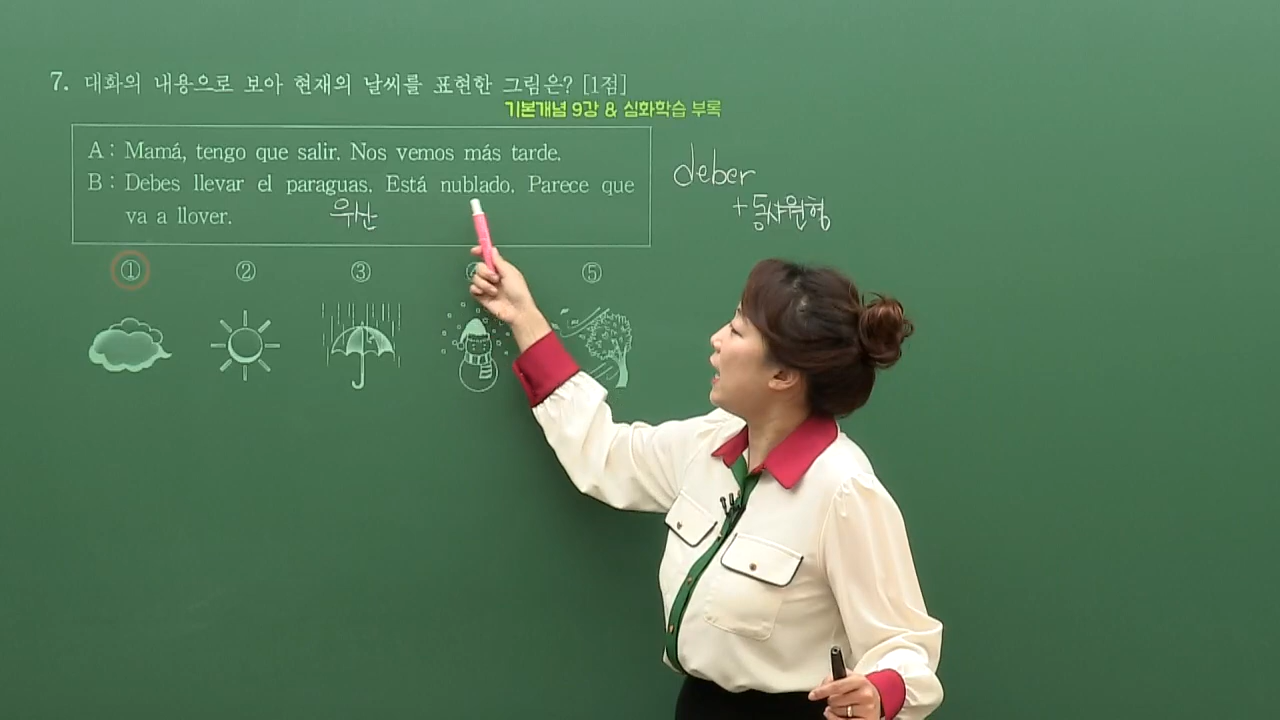 7. 대화의 내용으로 보아 현재의 날씨를 표현한 그림은? [1점]
기본개념 9강 & 심화학습 부록
A : Mamá, tengo que salir. Nos vemos más tarde.
B : Debes llevar el paraguas. Está nublado. Parece que
va a llover.
우산
deber
+동사원형
① ② ③ ④ ⑤